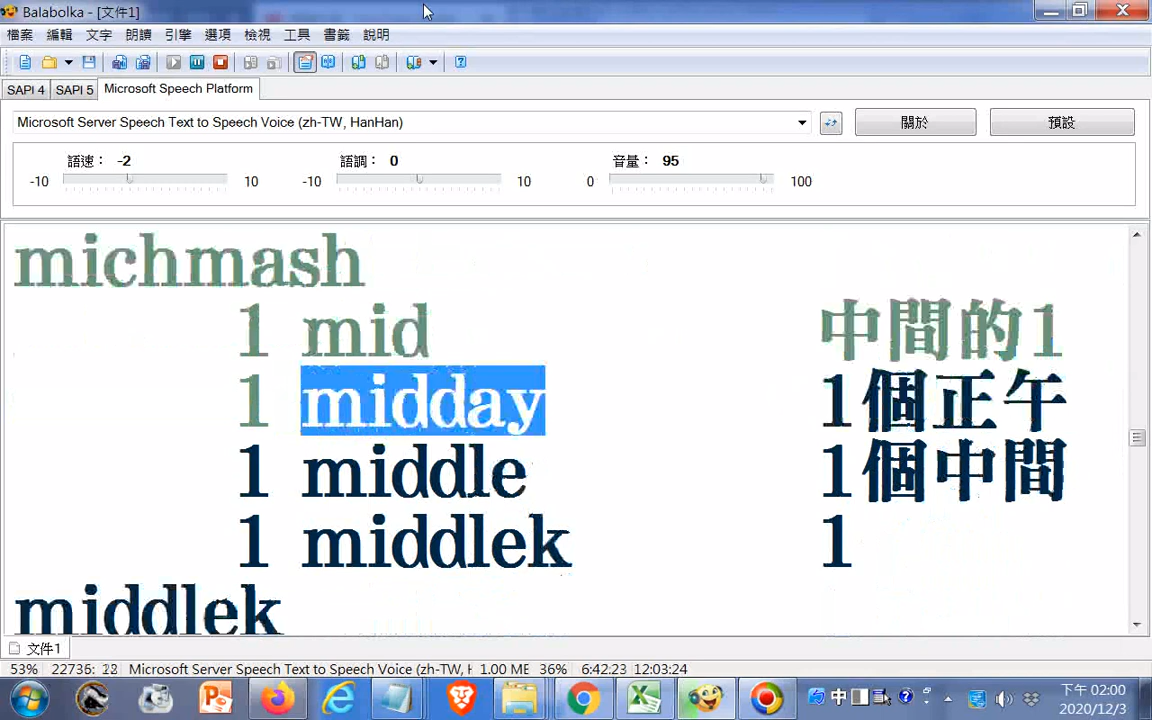 Balabolka - [文件1]
檔案 編輯 文字 朗讀 引擎 選項 檢視 工具 書籤 說明
SAPI 4 SAPI 5 Microsoft Speech Platform
Microsoft Server Speech Text to Speech Voice (zh-TW, HanHan) 關於 預設
語速： -2 語調： 0 音量： 95
-10 10 -10 10 0 100
michmash
1 mid 中間的1
1 midday 1個正午
1 middle 1個中間
1 middlek 1
middlek
文件1
53% 22736: Microsoft Server Speech Text to Speech Voice (zh-TW, 1.00 ME 36% 6:42:23 12:03:24
中 下午 02:00
2020/12/3